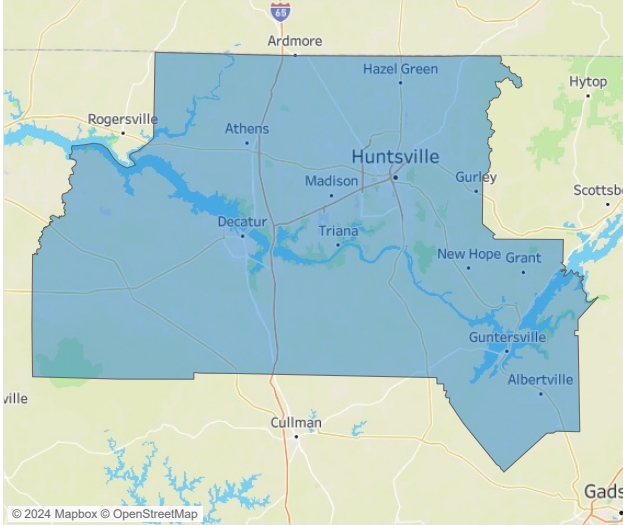 65
Ardmore
Hazel Green
Hytop
Rogersville
Athens
Huntsville
Madison
Gurley
Scottsb
Decatur
Triana
New Hope
Grant
Guntersville
Albertville
ville
Cullman
Gads
© 2024 Mapbox © OpenStreetMap